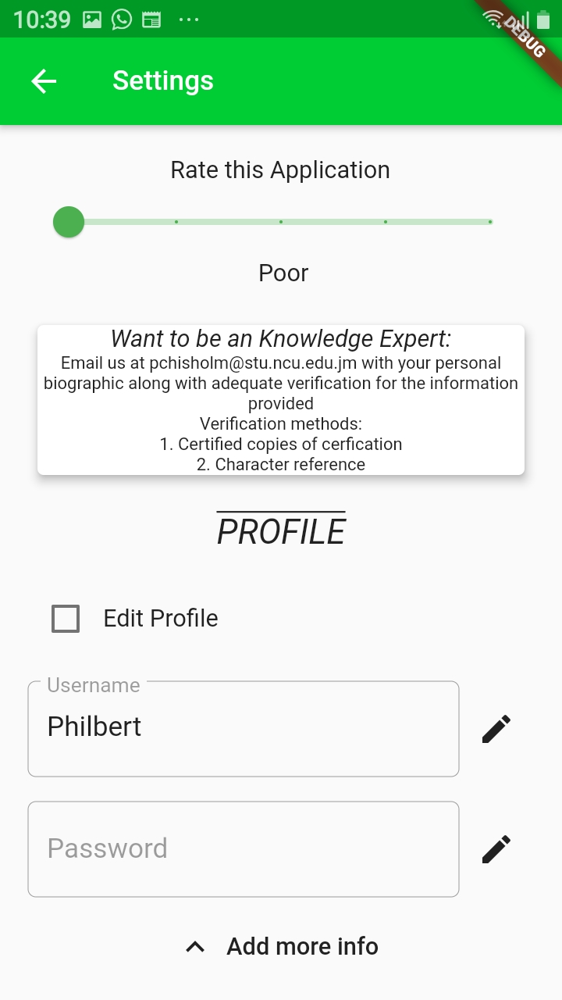 10:39
DEBUG
Settings
Rate this Application
Poor
Want to be an Knowledge Expert:
Email us at pchisholm@stu.ncu.edu.jm with your personal
biographic along with adequate verification for the information
provided
Verification methods:
1. Certified copies of cerfication
2. Character reference
PROFILE
Edit Profile
Username
Philbert
Password
Add more info